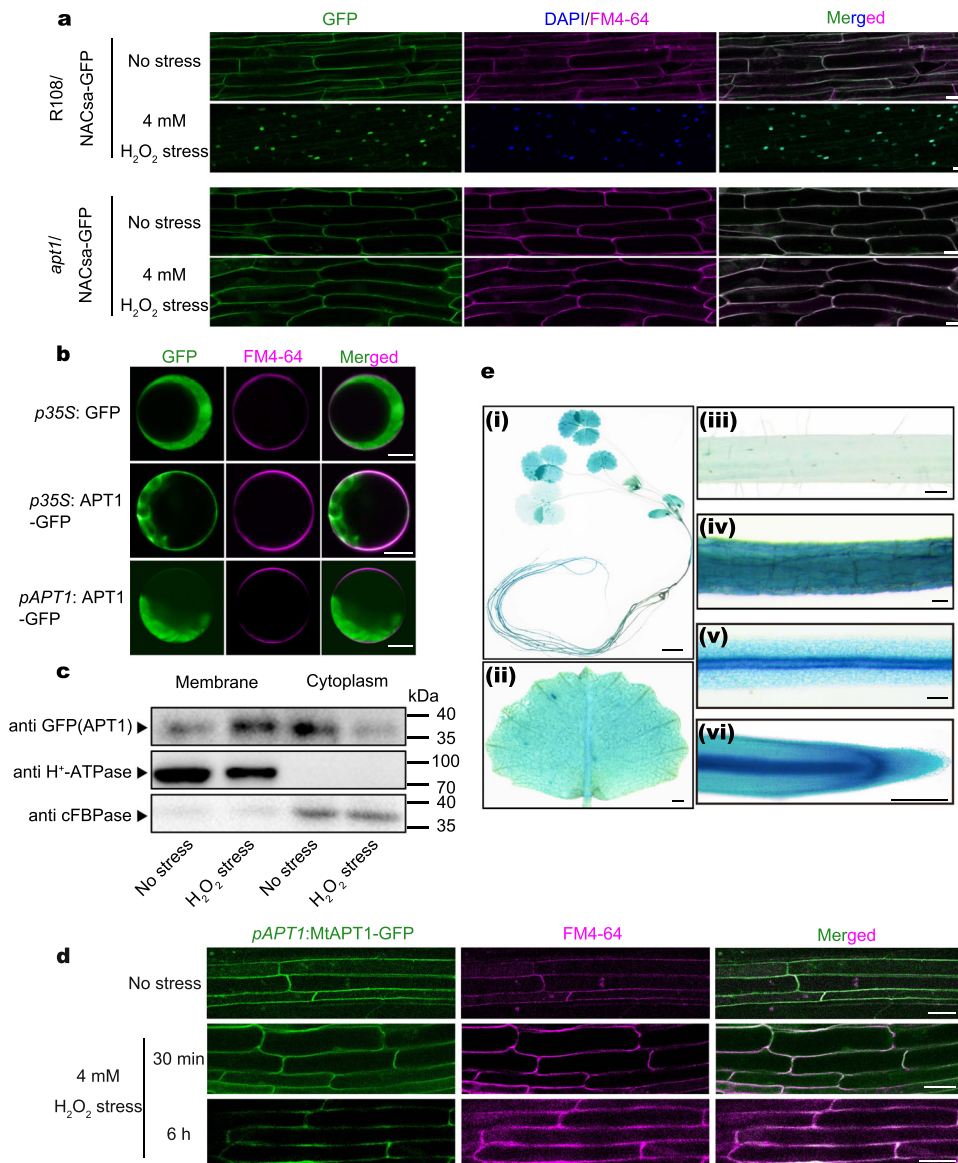 a
GFP
DAPI/FM4-64
Merged
R108/
NACsa-GFP
No stress
4 mM
H₂O₂ stress
apt1/
NACsa-GFP
No stress
4 mM
H₂O₂ stress
b
GFP
FM4-64
Merged
p35S: GFP
p35S: APT1
-GFP
pAPT1: APT1
-GFP
c
Membrane
Cytoplasm
kDa
anti GFP(APT1)
40
35
anti H⁺-ATPase
100
70
anti cFBPase
40
35
No stress
H₂O₂ stress
No stress
H₂O₂ stress
e
(i)
(ii)
(iii)
(iv)
(v)
(vi)
d
pAPT1:MtAPT1-GFP
FM4-64
Merged
No stress
4 mM
H₂O₂ stress
30 min
6 h